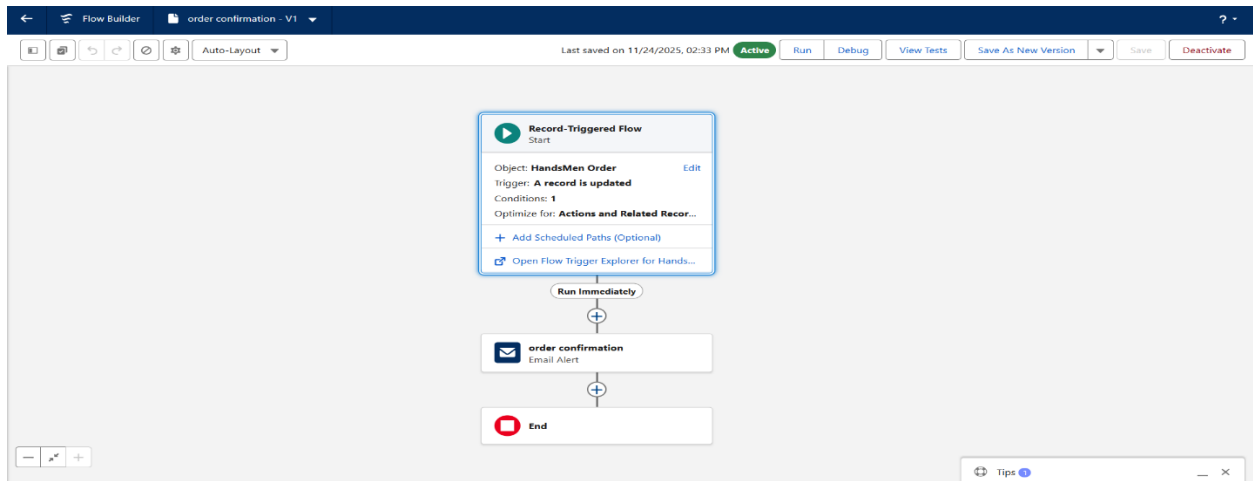 Flow Builder
order confirmation - V1
?
Auto-Layout
Last saved on 11/24/2025, 02:33 PM
Active
Run
Debug
View Tests
Save As New Version
Save
Deactivate
Record-Triggered Flow
Start
Object: HandsMen Order
Edit
Trigger: A record is updated
Conditions: 1
Optimize for: Actions and Related Recor...
+ Add Scheduled Paths (Optional)
Open Flow Trigger Explorer for Hands...
Run Immediately
order confirmation
Email Alert
End
Tips 1